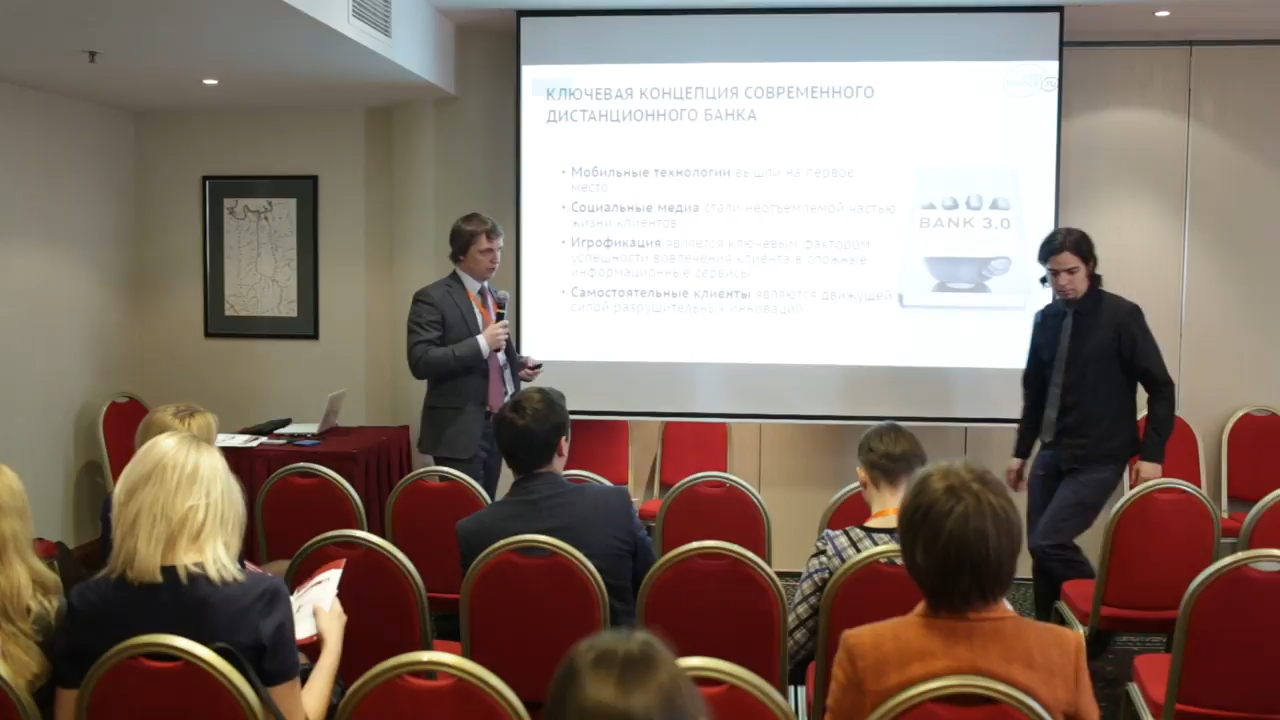 КЛЮЧЕВАЯ КОНЦЕПЦИЯ СОВРЕМЕННОГО
ДИСТАНЦИОННОГО БАНКА
• Мобильные технологии вышли на первое
место
• Социальные медиа стали неотъемлемой частью
жизни клиентов
• Игрофикация является ключевым фактором
успешности вовлечения клиента в сложные
информационные сервисы
• Самостоятельные клиенты являются движущей
силой разрушительных инноваций
BANK 3.0